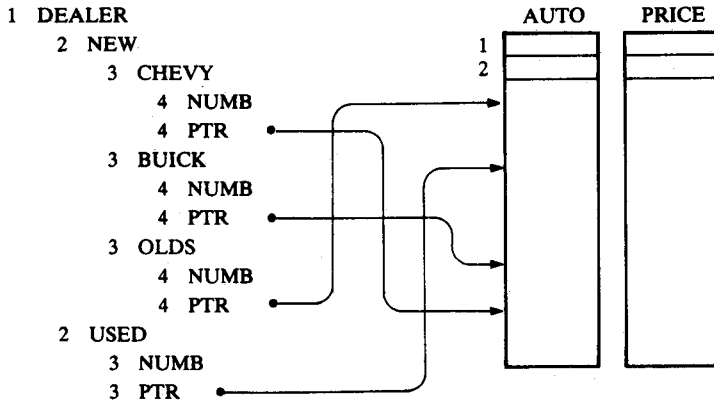 1 DEALER
2 NEW
3 CHEVY
4 NUMB
4 PTR
3 BUICK
4 NUMB
4 PTR
3 OLDS
4 NUMB
4 PTR
2 USED
3 NUMB
3 PTR
AUTO PRICE
1
2